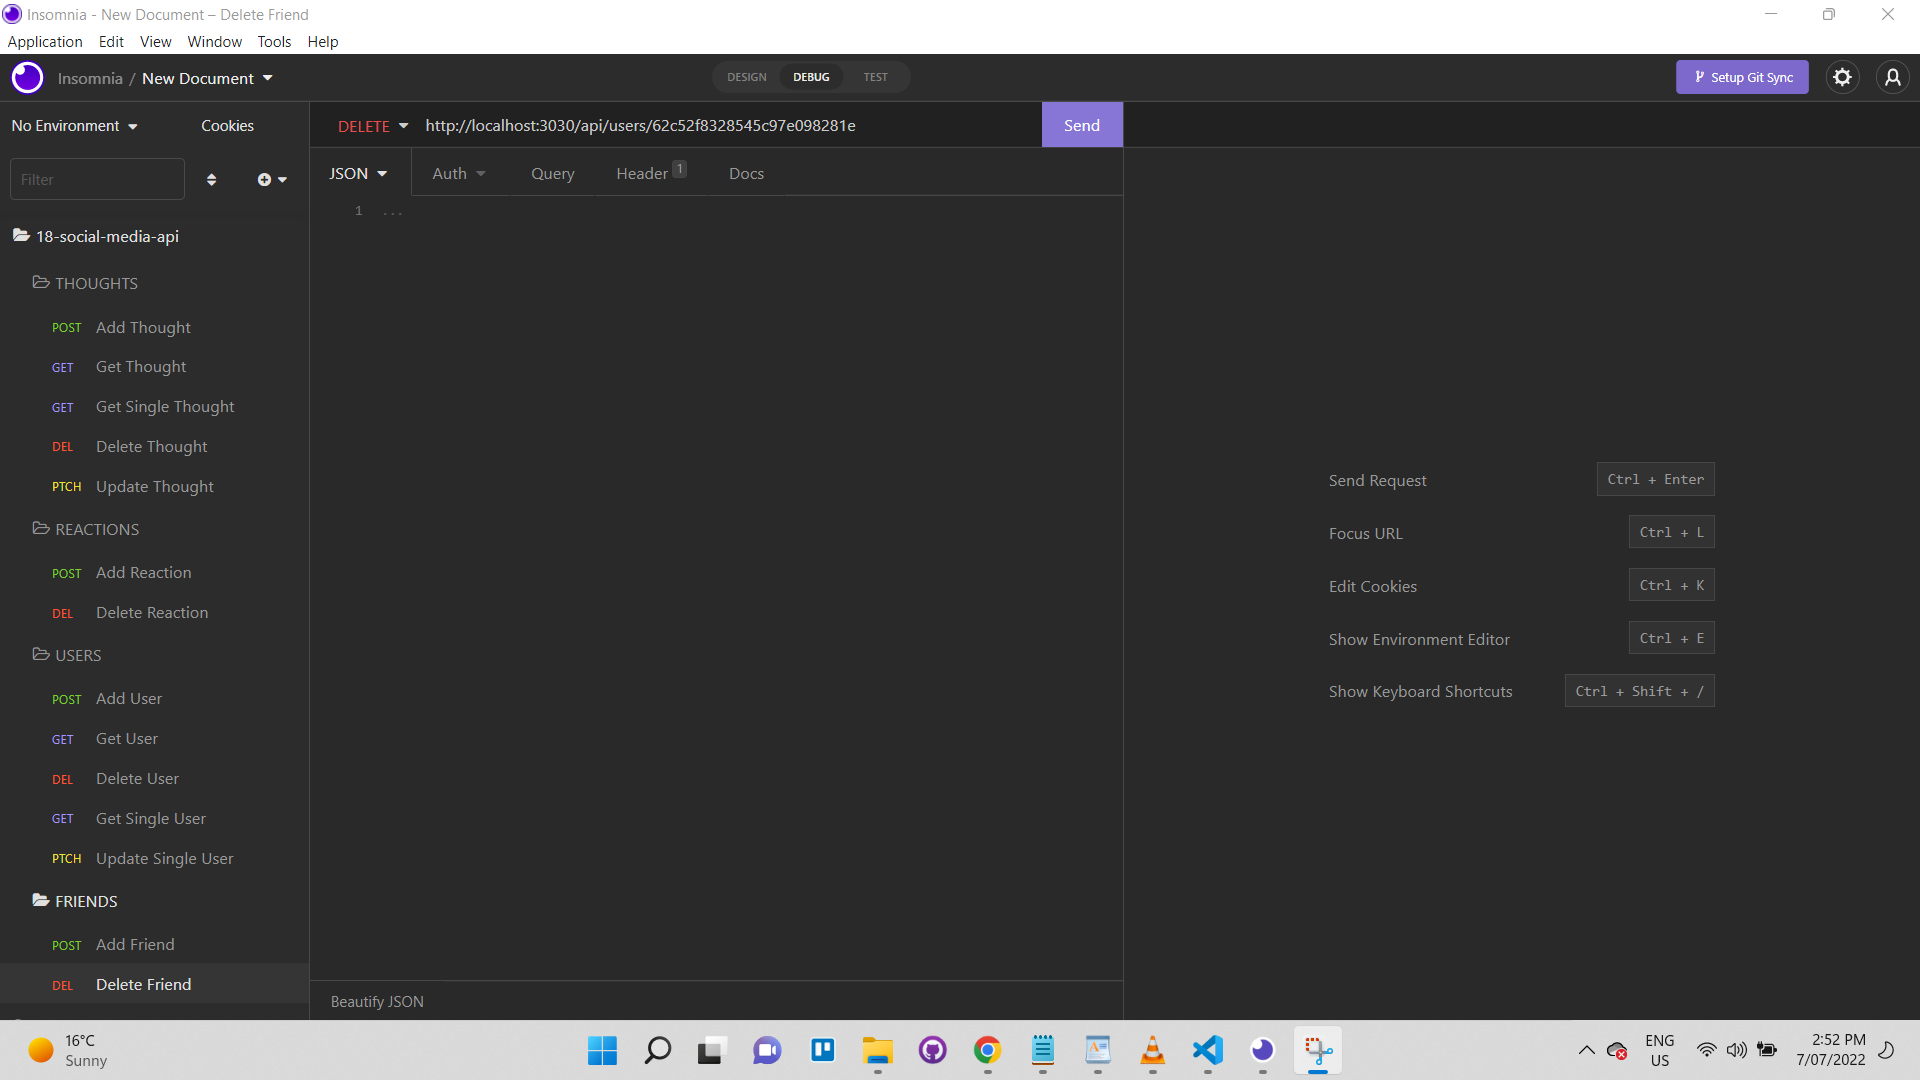 Insomnia - New Document – Delete Friend
Application Edit View Window Tools Help
Insomnia / New Document
DESIGN DEBUG TEST
Setup Git Sync
No Environment
Cookies
DELETE http://localhost:3030/api/users/62c52f8328545c97e098281e
Send
Filter
JSON Auth Query Header 1 Docs
1 ...
18-social-media-api
THOUGHTS
POST Add Thought
GET Get Thought
GET Get Single Thought
DEL Delete Thought
PTCH Update Thought
REACTIONS
POST Add Reaction
DEL Delete Reaction
USERS
POST Add User
GET Get User
DEL Delete User
GET Get Single User
PTCH Update Single User
FRIENDS
POST Add Friend
DEL Delete Friend
Send Request Ctrl + Enter
Focus URL Ctrl + L
Edit Cookies Ctrl + K
Show Environment Editor Ctrl + E
Show Keyboard Shortcuts Ctrl + Shift + /
Beautify JSON
16°C
Sunny
ENG
US
2:52 PM
7/07/2022